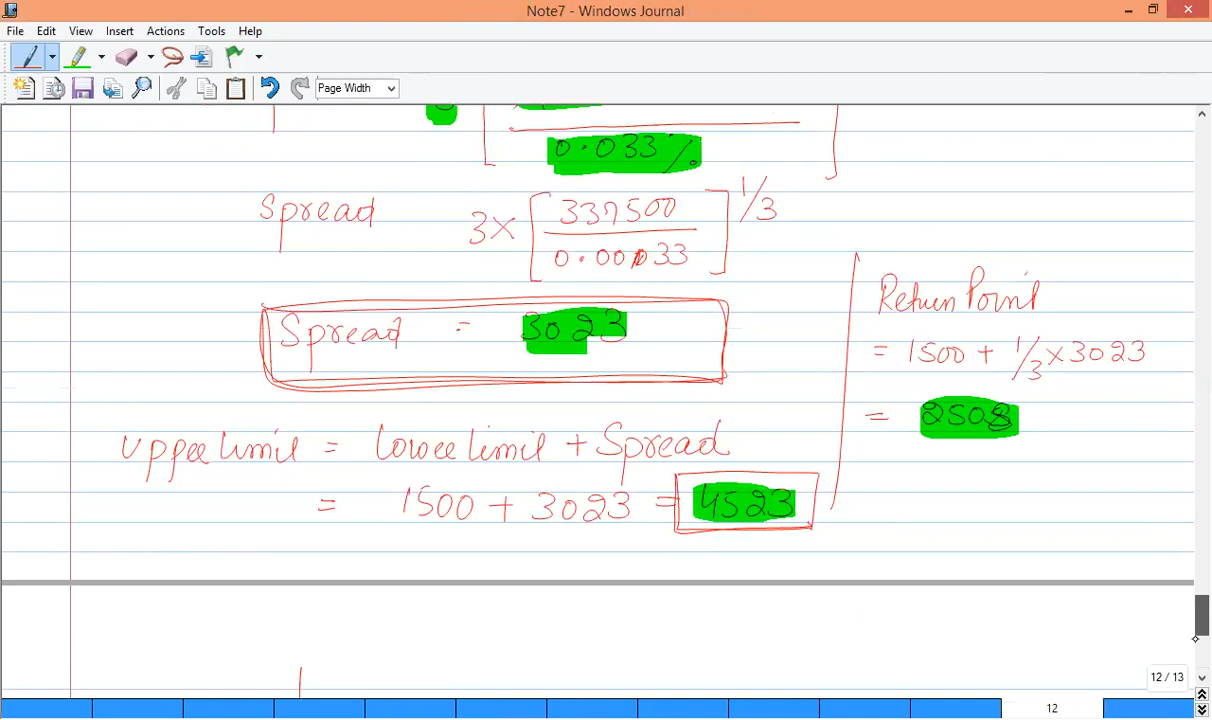 Note7 - Windows Journal
File Edit View Insert Actions Tools Help
Page Width
0.033%
Spread 3× [337500 / 0.00033]^1/3
Spread = 3023
Upper limit = lower limit + Spread
= 1500 + 3023 = 4523
Return Point
= 1500 + 1/3 × 3023
= 2508
12 / 13
12